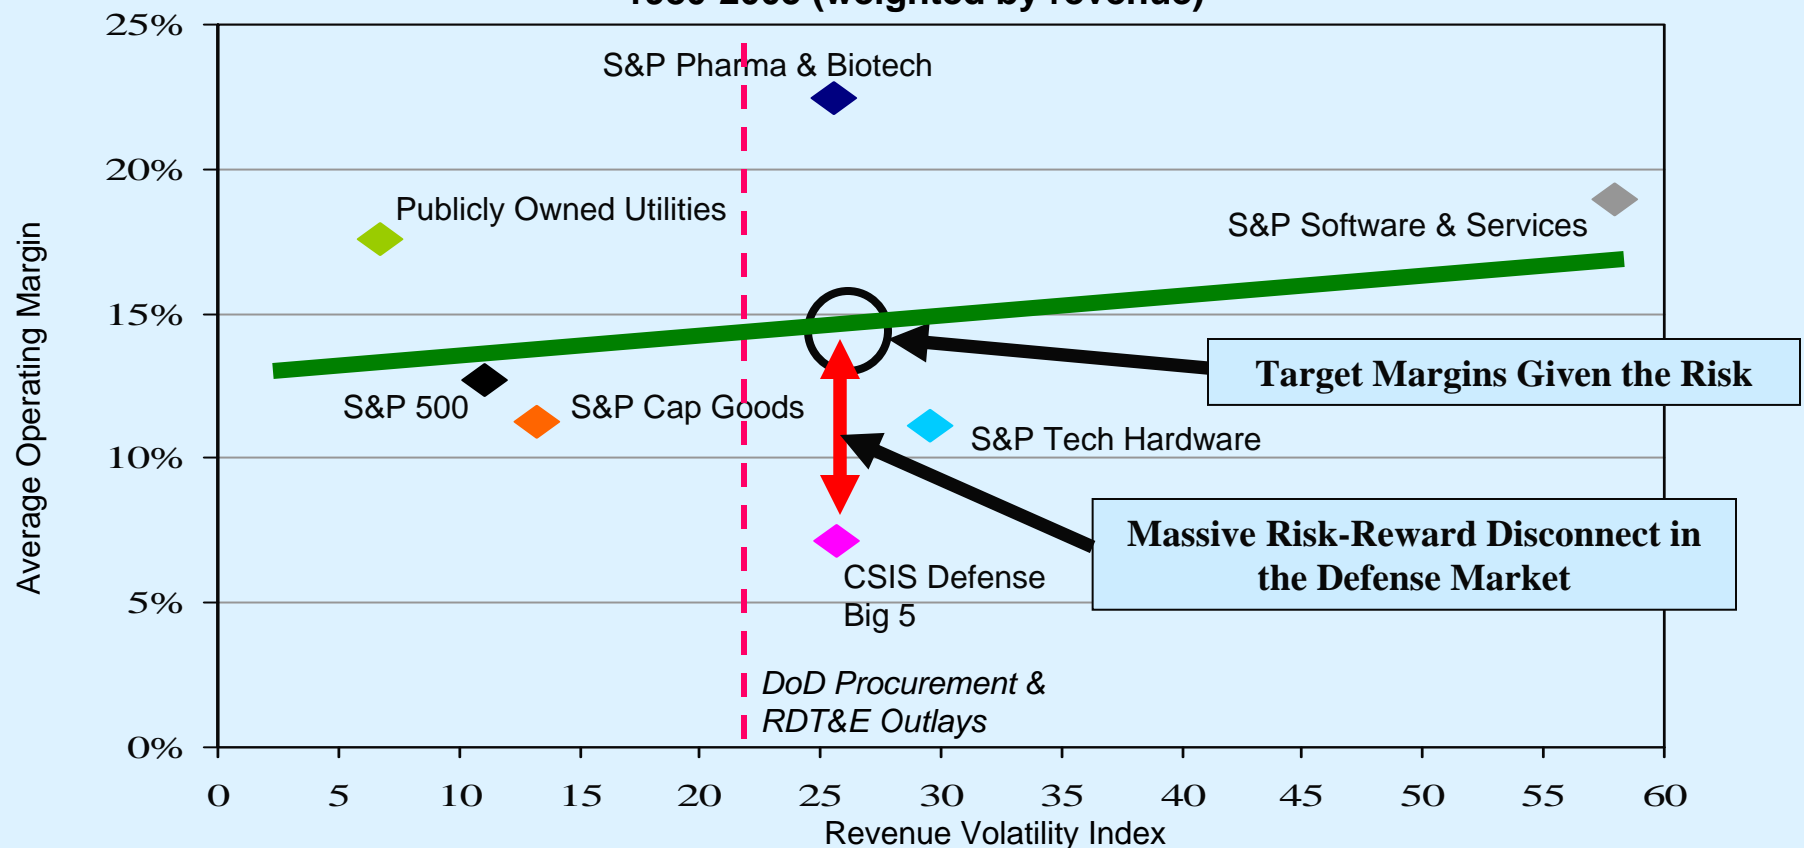 25%
S&P Pharma & Biotech
20%
Publicly Owned Utilities
S&P Software & Services
15%
Target Margins Given the Risk
S&P 500
S&P Cap Goods
S&P Tech Hardware
10%
Massive Risk-Reward Disconnect in
the Defense Market
CSIS Defense
Big 5
5%
DoD Procurement &
RDT&E Outlays
0%
Average Operating Margin
0 5 10 15 20 25 30 35 40 45 50 55 60
Revenue Volatility Index